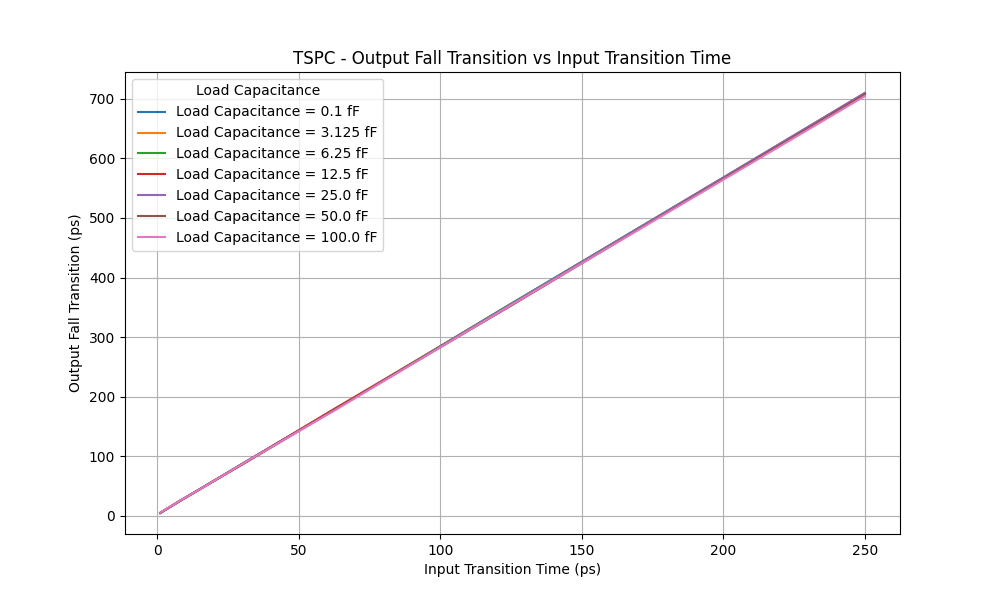 TSPC - Output Fall Transition vs Input Transition Time
Load Capacitance
Load Capacitance = 0.1 fF
Load Capacitance = 3.125 fF
Load Capacitance = 6.25 fF
Load Capacitance = 12.5 fF
Load Capacitance = 25.0 fF
Load Capacitance = 50.0 fF
Load Capacitance = 100.0 fF
Output Fall Transition (ps)
700
600
500
400
300
200
100
0
0 50 100 150 200 250
Input Transition Time (ps)